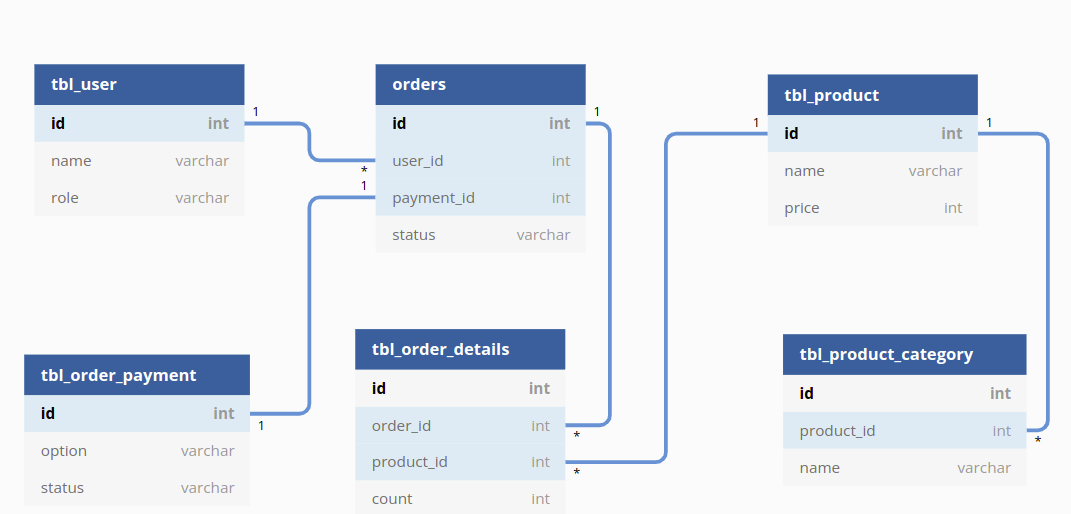 tbl_user
id int
name varchar
role varchar
1
*
1
orders
id int
user_id int
payment_id int
status varchar
1
tbl_product
id int
name varchar
price int
1
1
tbl_order_payment
id int
option varchar
status varchar
1
tbl_order_details
id int
order_id int
product_id int
count int
*
*
tbl_product_category
id int
product_id int
name varchar
*